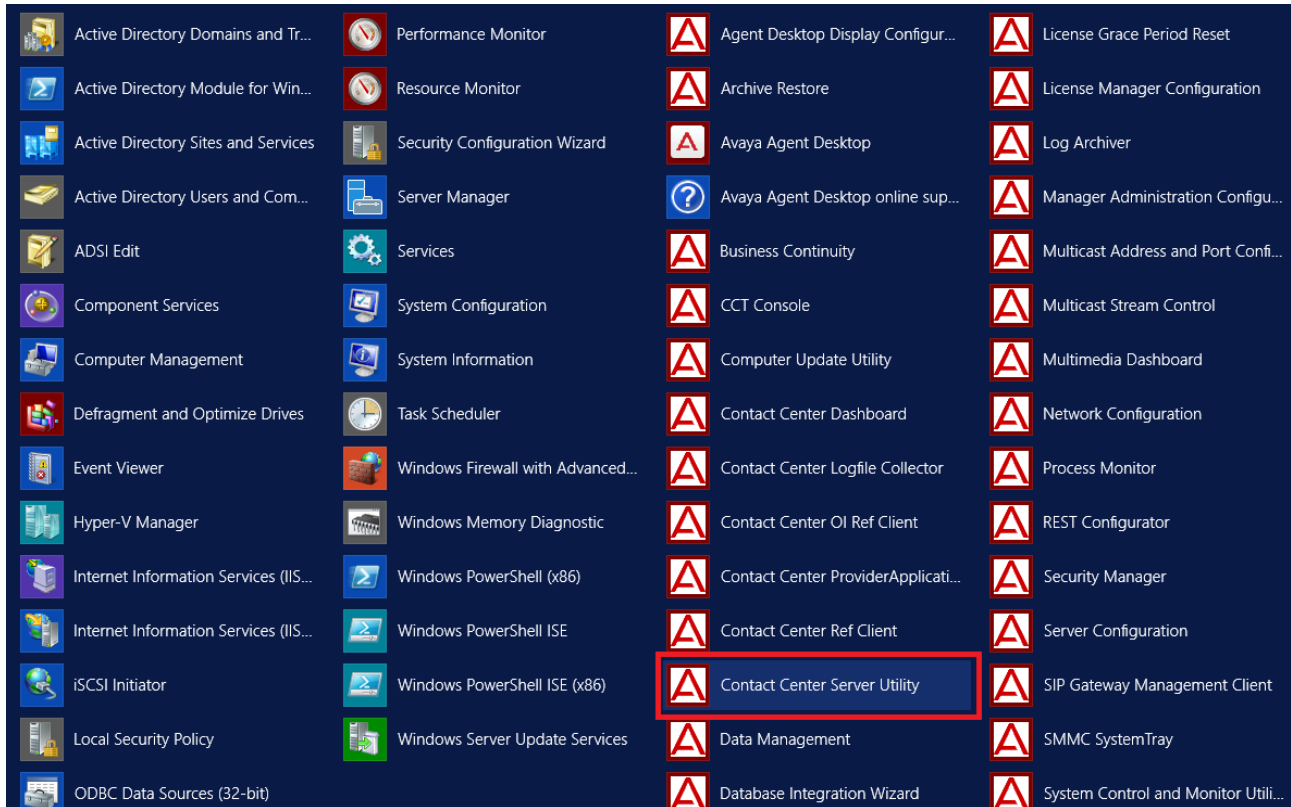 Active Directory Domains and Tr...
Active Directory Module for Win...
Active Directory Sites and Services
Active Directory Users and Com...
ADSI Edit
Component Services
Computer Management
Defragment and Optimize Drives
Event Viewer
Hyper-V Manager
Internet Information Services (IIS...
Internet Information Services (IIS...
iSCSI Initiator
Local Security Policy
ODBC Data Sources (32-bit)
Performance Monitor
Resource Monitor
Security Configuration Wizard
Server Manager
Services
System Configuration
System Information
Task Scheduler
Windows Firewall with Advanced...
Windows Memory Diagnostic
Windows PowerShell (x86)
Windows PowerShell ISE
Windows PowerShell ISE (x86)
Windows Server Update Services
Agent Desktop Display Configur...
Archive Restore
Avaya Agent Desktop
Avaya Agent Desktop online sup...
Business Continuity
CCT Console
Computer Update Utility
Contact Center Dashboard
Contact Center Logfile Collector
Contact Center OI Ref Client
Contact Center ProviderApplicati...
Contact Center Ref Client
Contact Center Server Utility
Data Management
Database Integration Wizard
License Grace Period Reset
License Manager Configuration
Log Archiver
Manager Administration Configu...
Multicast Address and Port Confi...
Multicast Stream Control
Multimedia Dashboard
Network Configuration
Process Monitor
REST Configurator
Security Manager
Server Configuration
SIP Gateway Management Client
SMMC SystemTray
System Control and Monitor Utili...